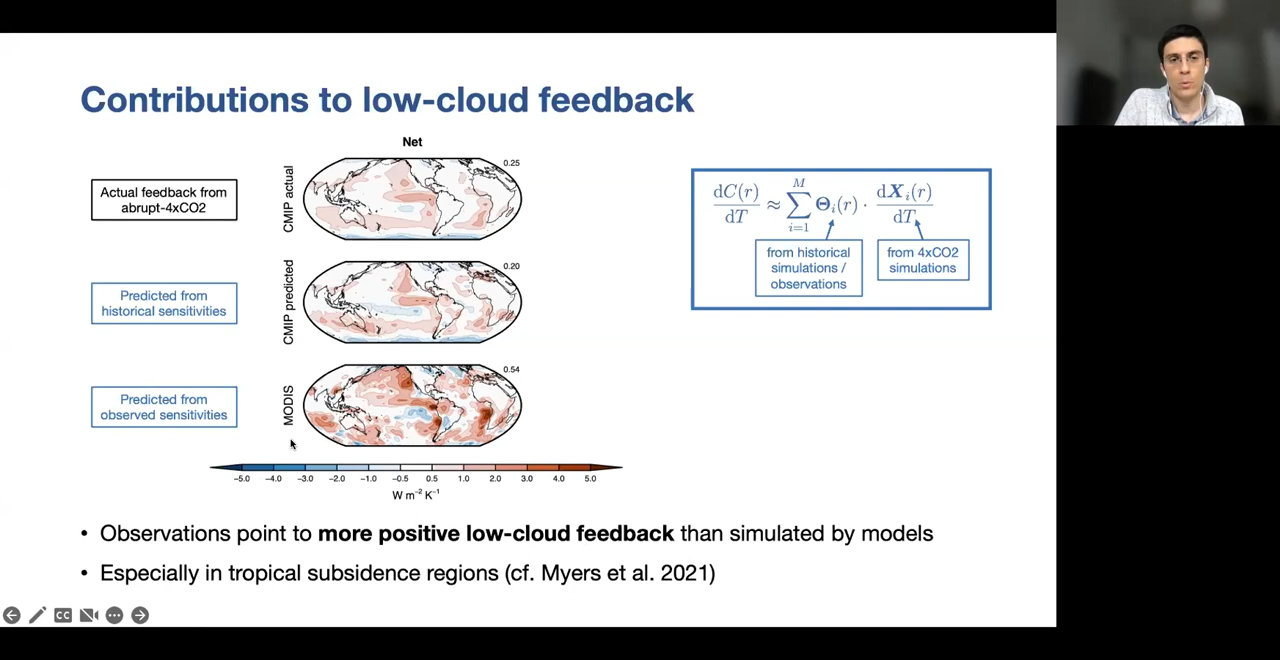 Contributions to low-cloud feedback
Net
Actual feedback from
abrupt-4xCO2
CMIP actual
0.25
Predicted from
historical sensitivities
CMIP predicted
0.20
Predicted from
observed sensitivities
MODIS
0.54
−5.0 −4.0 −3.0 −2.0 −1.0 −0.5 0.5 1.0 2.0 3.0 4.0 5.0
W m⁻² K⁻¹
dC(r)/dT ≈ ∑_{i=1}^{M} Θᵢ(r) · dXᵢ(r)/dT
from historical
simulations /
observations
from 4xCO2
simulations
• Observations point to more positive low-cloud feedback than simulated by models
• Especially in tropical subsidence regions (cf. Myers et al. 2021)
CC